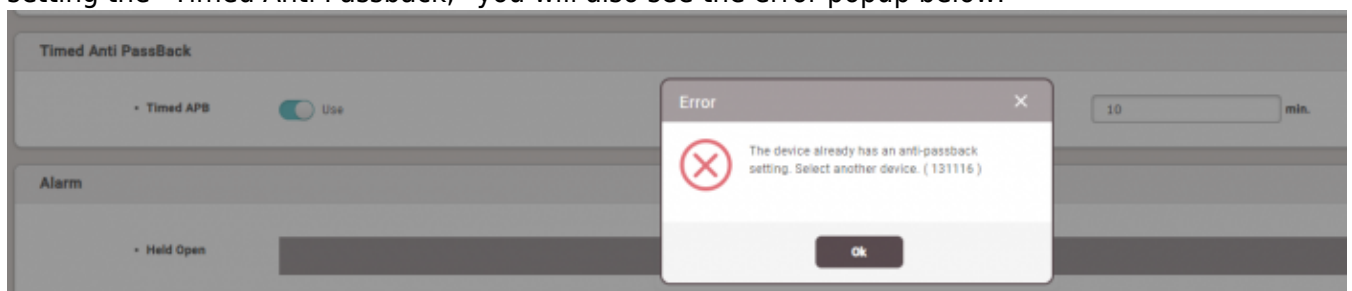 setting the "Timed Anti Passback," you will also see the error popup below.
Timed Anti PassBack
• Timed APB
Use
10
min.
Error
×
The device already has an anti-passback
setting. Select another device. ( 131116 )
Ok
Alarm
• Held Open